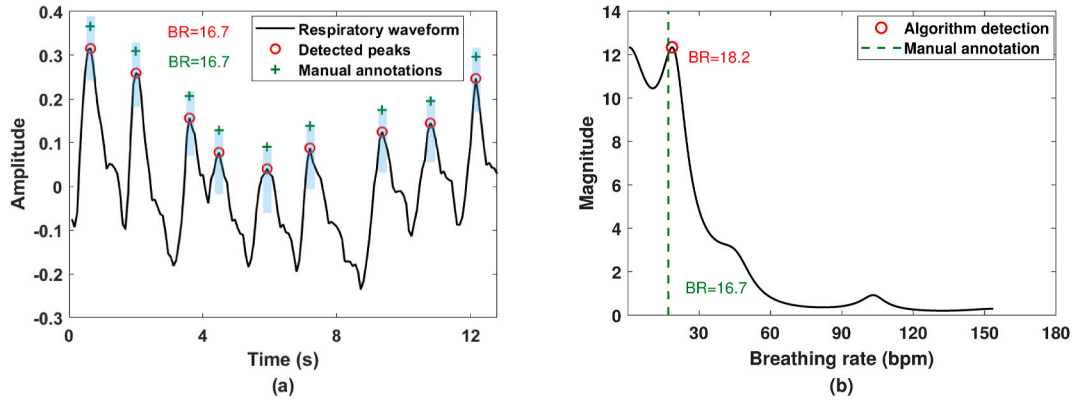 0.4
0.3
0.2
0.1
0
-0.1
-0.2
-0.3
Amplitude
BR=16.7
BR=16.7
Respiratory waveform
Detected peaks
Manual annotations
0
4
8
12
Time (s)
(a)
14
12
10
8
6
4
2
0
Magnitude
BR=18.2
Algorithm detection
Manual annotation
BR=16.7
30
60
90
120
150
180
Breathing rate (bpm)
(b)